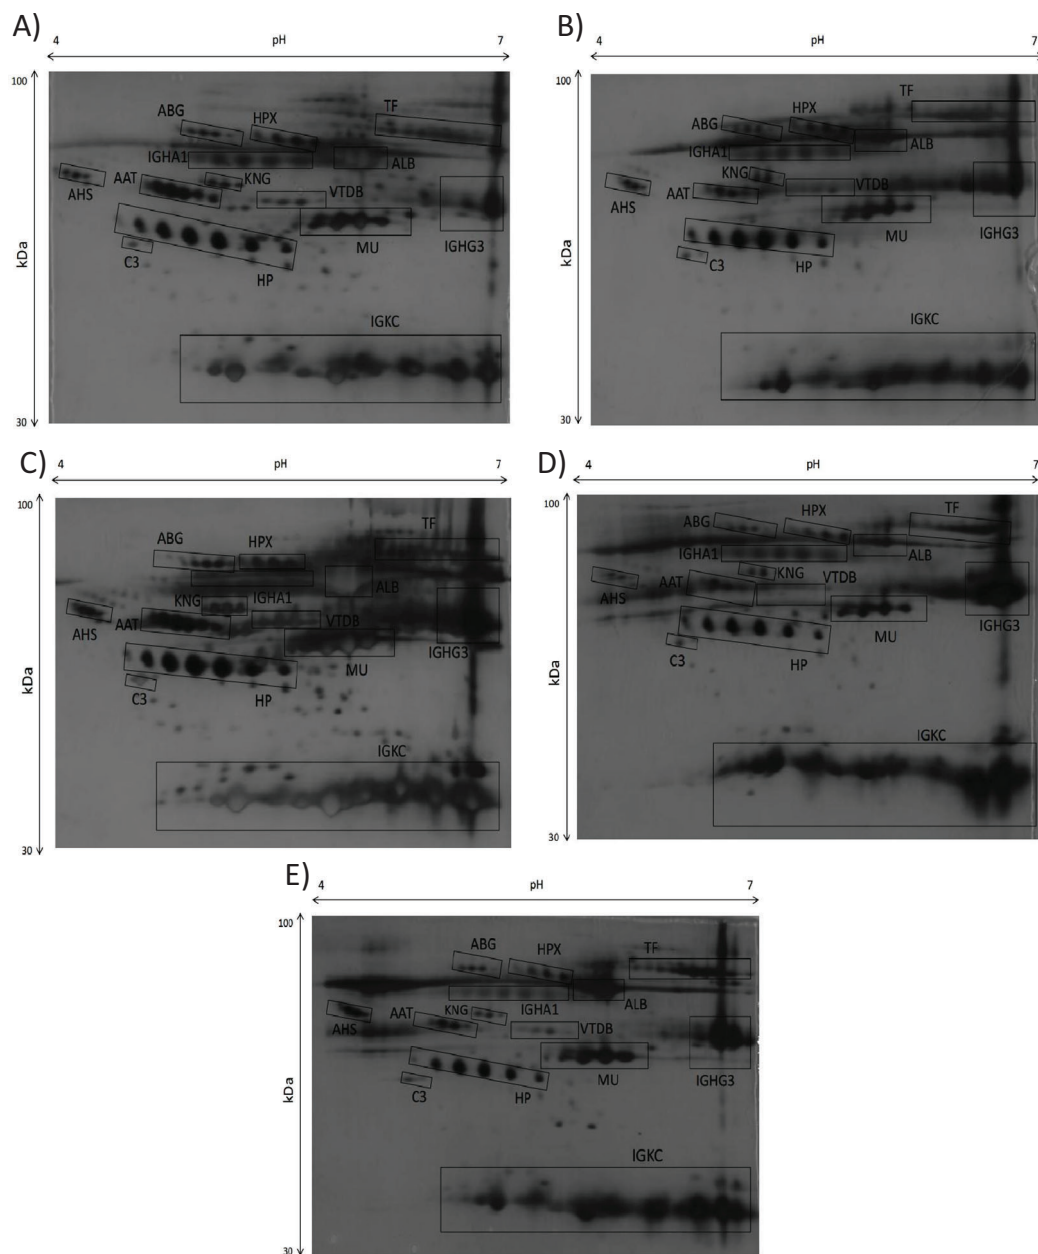 A)
4 pH 7
100
ABG HPX TF
IGHA1 ALB
KNG
AHS AAT VTDB
MU IGHG3
C3 HP
kDa
IGKC
30
B)
4 pH 7
100
TF
ABG HPX
IGHA1 ALB
KNG
AHS AAT VTDB
MU IGHG3
C3 HP
kDa
IGKC
30
C)
4 pH 7
100
TF
ABG HPX
ALB
KNG IGHA1
AHS AAT VTDB
MU IGHG3
C3 HP
kDa
IGKC
30
D)
4 pH 7
100
ABG HPX TF
IGHA1 ALB
KNG VTDB
AHS AAT
MU IGHG3
C3 HP
kDa
IGKC
30
E)
4 pH 7
100
ABG HPX TF
KNG IGHA1 ALB
AHS AAT VTDB
MU IGHG3
C3 HP
kDa
IGKC
30